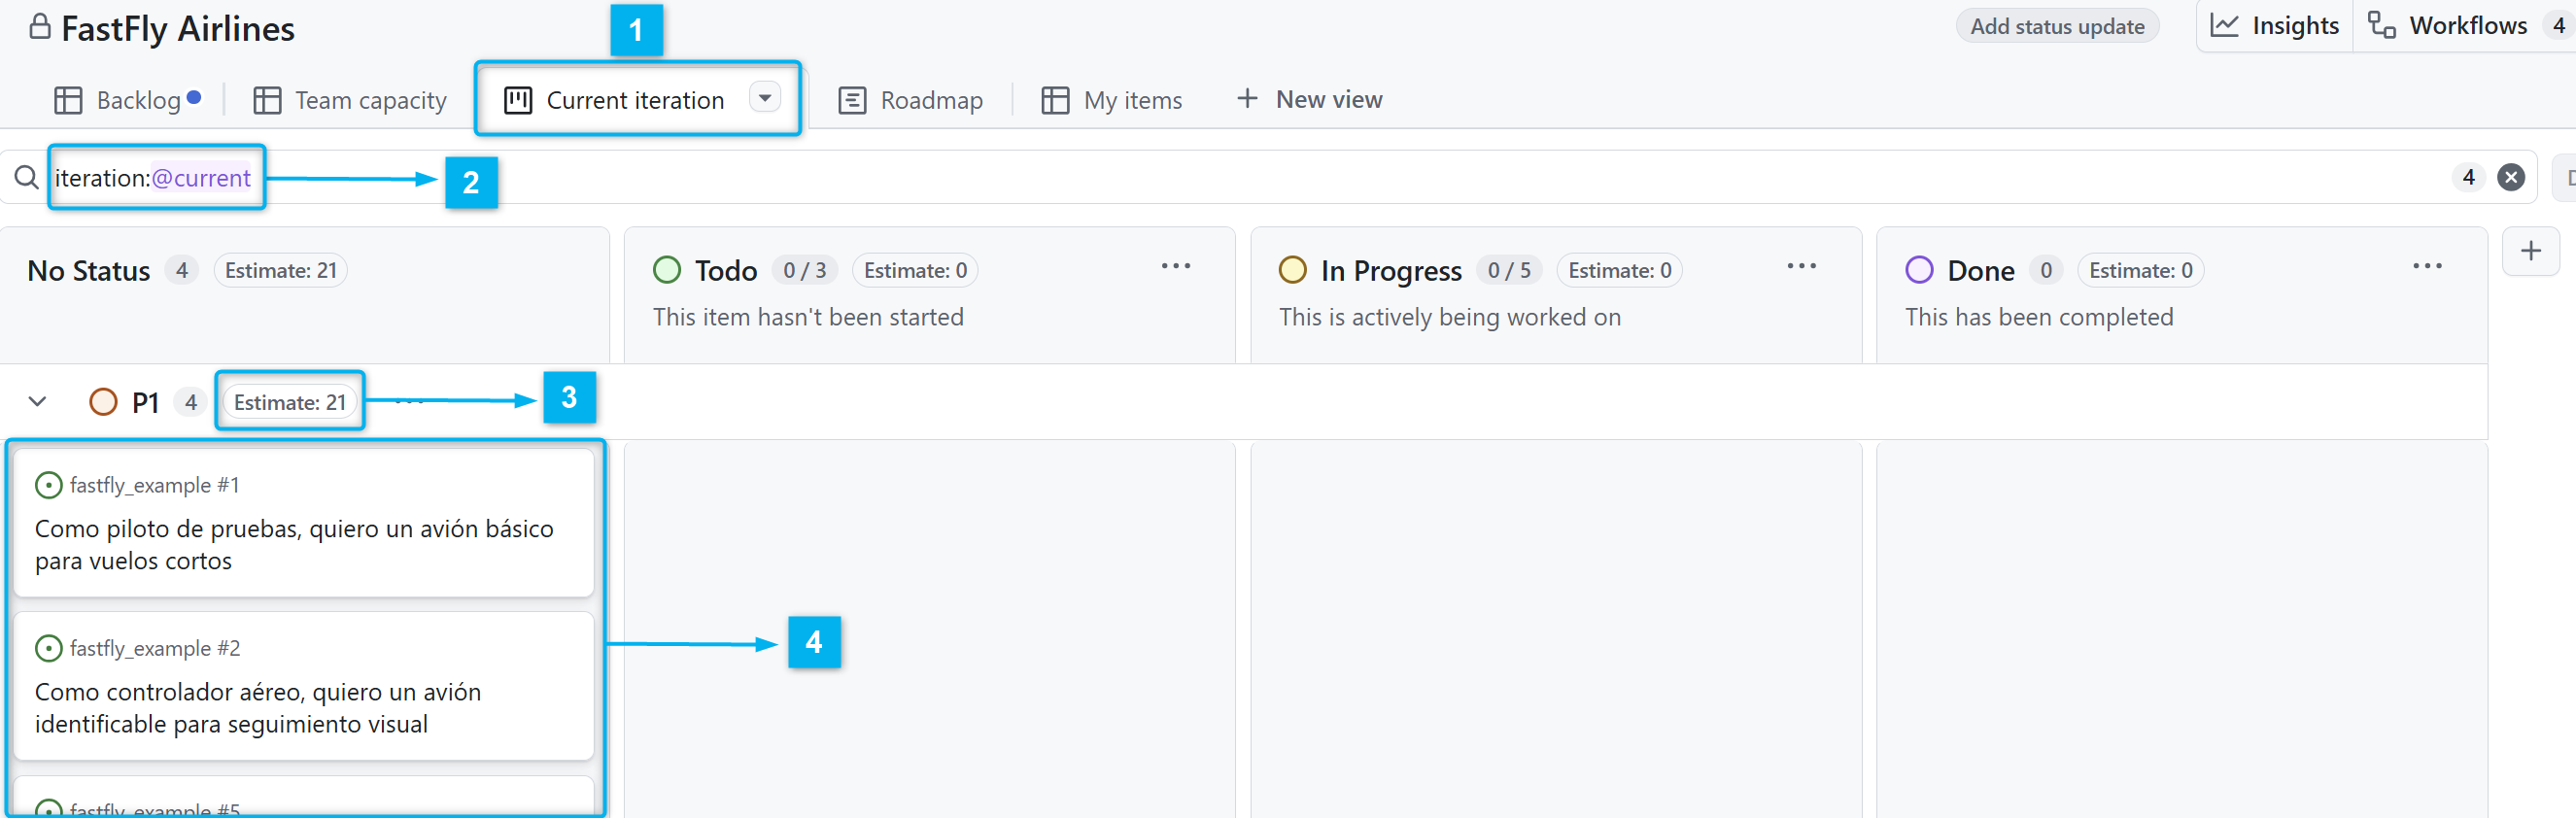 FastFly Airlines
1
Add status update
Insights
Workflows 4
Backlog
Team capacity
Current iteration
Roadmap
My items
+ New view
iteration:@current
2
4
No Status 4 Estimate: 21
Todo 0 / 3 Estimate: 0
This item hasn't been started
In Progress 0 / 5 Estimate: 0
This is actively being worked on
Done 0 Estimate: 0
This has been completed
P1 4 Estimate: 21
3
fastfly_example #1
Como piloto de pruebas, quiero un avión básico
para vuelos cortos
fastfly_example #2
Como controlador aéreo, quiero un avión
identificable para seguimiento visual
4
fastfly_example #5